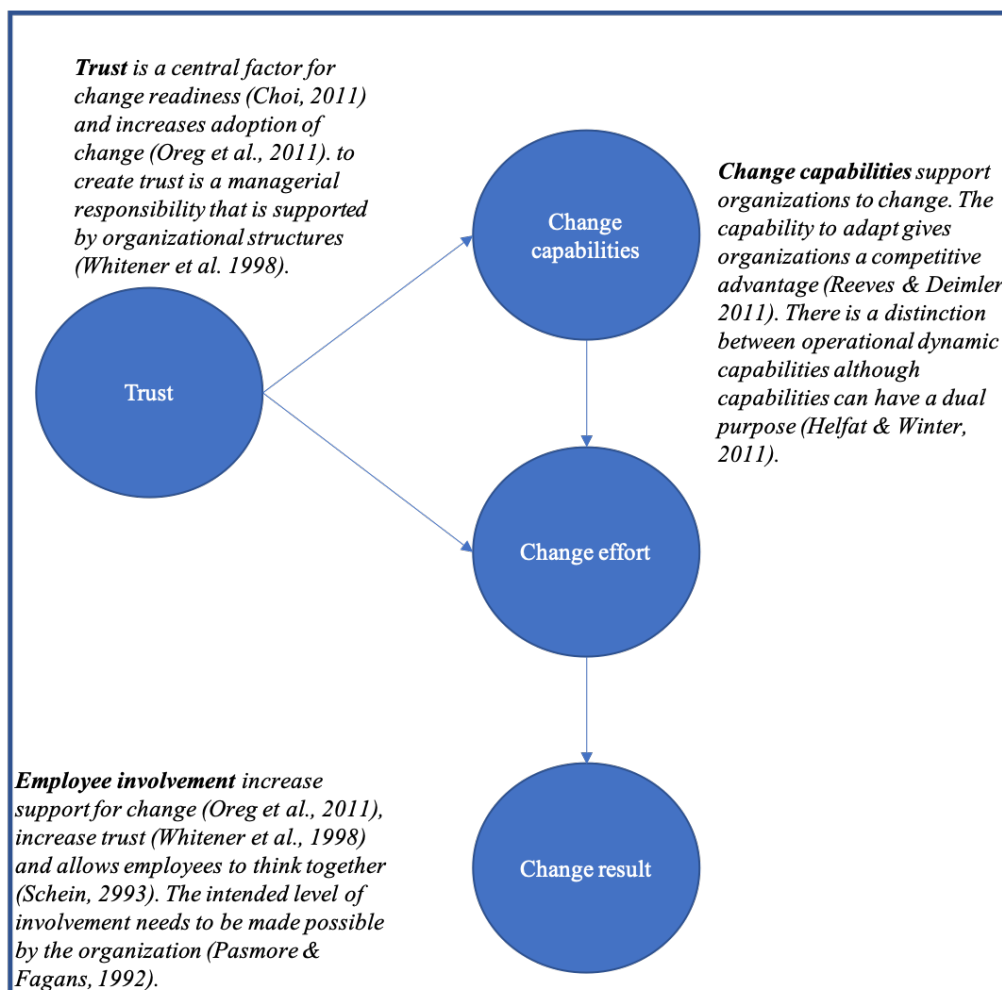 Trust is a central factor for
change readiness (Choi, 2011)
and increases adoption of
change (Oreg et al., 2011). to
create trust is a managerial
responsibility that is supported
by organizational structures
(Whitener et al. 1998).
Change
capabilities
Change capabilities support
organizations to change. The
capability to adapt gives
organizations a competitive
advantage (Reeves & Deimler
2011). There is a distinction
between operational dynamic
capabilities although
capabilities can have a dual
purpose (Helfat & Winter,
2011).
Trust
Change effort
Employee involvement increase
support for change (Oreg et al., 2011),
increase trust (Whitener et al., 1998)
and allows employees to think together
(Schein, 2993). The intended level of
involvement needs to be made possible
by the organization (Pasmore &
Fagans, 1992).
Change result